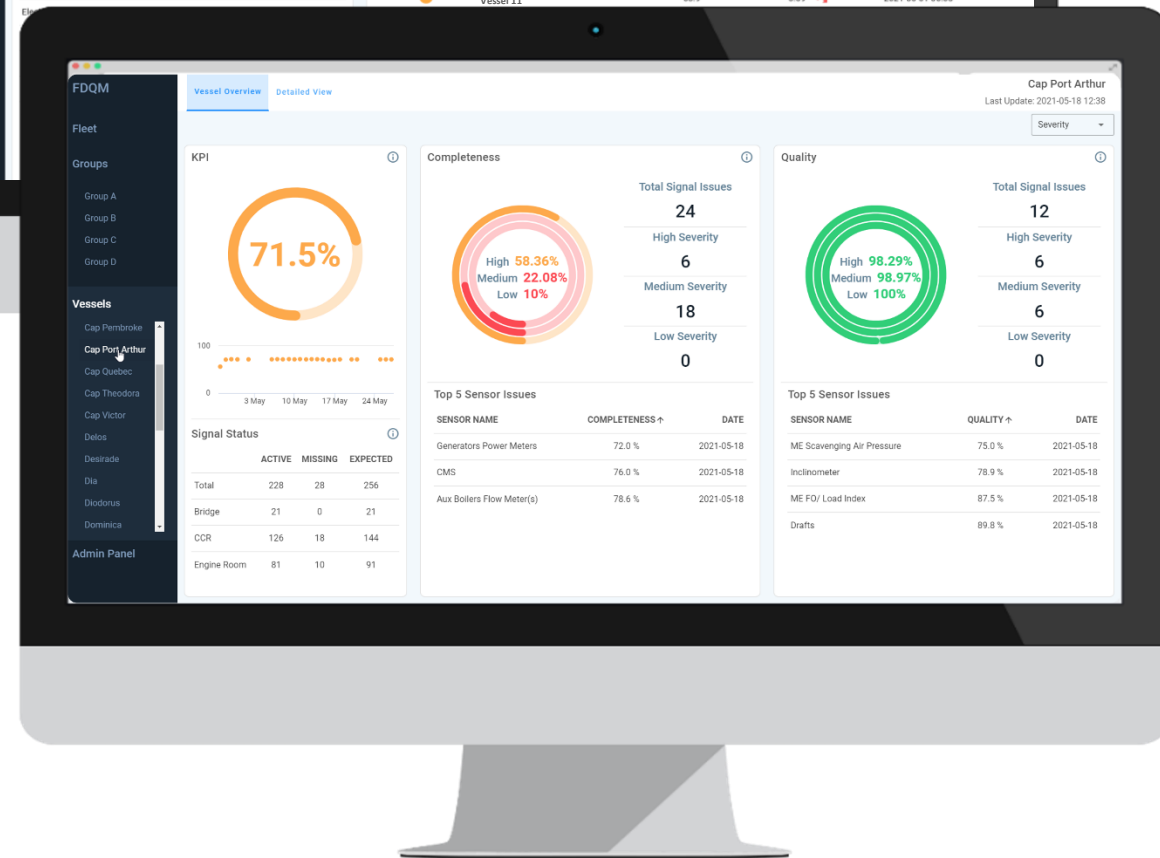 Vessel 11
FDQM
Fleet
Groups
Group A
Group B
Group C
Group D
Vessels
Cap Pembroke
Cap Port Arthur
Cap Quebec
Cap Theodora
Cap Victor
Delos
Desirade
Dia
Diodorus
Dominica
Admin Panel
Vessel Overview Detailed View
Cap Port Arthur
Last Update: 2021-05-18 12:38
Severity
KPI
71.5%
100
0
3 May 10 May 17 May 24 May
Signal Status
ACTIVE MISSING EXPECTED
Total 228 28 256
Bridge 21 0 21
CCR 126 18 144
Engine Room 81 10 91
Completeness
High 58.36%
Medium 22.08%
Low 10%
Total Signal Issues
24
High Severity
6
Medium Severity
18
Low Severity
0
Top 5 Sensor Issues
SENSOR NAME COMPLETENESS↑ DATE
Generators Power Meters 72.0 % 2021-05-18
CMS 76.0 % 2021-05-18
Aux Boilers Flow Meter(s) 78.6 % 2021-05-18
Quality
High 98.29%
Medium 98.97%
Low 100%
Total Signal Issues
12
High Severity
6
Medium Severity
6
Low Severity
0
Top 5 Sensor Issues
SENSOR NAME QUALITY↑ DATE
ME Scavenging Air Pressure 75.0 % 2021-05-18
Inclinometer 78.9 % 2021-05-18
ME FO/ Load Index 87.5 % 2021-05-18
Drafts 89.8 % 2021-05-18